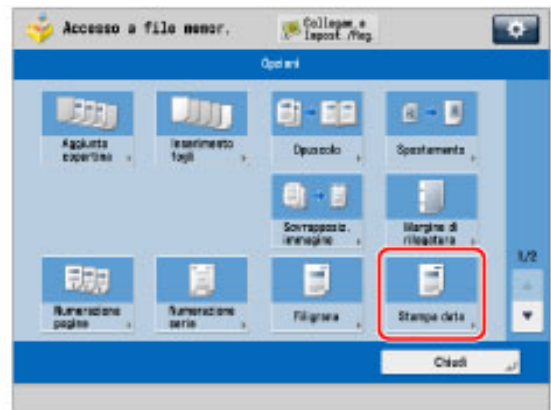 Accesso a file memor.
Collegam. a
Impost./Reg.
Opzioni
Aggiunta
copertina
Inserimento
fogli
Opuscolo
Spostamento
Sovrapposiz.
immagine
Margine di
rilegatura
1/2
Numerazione
pagine
Numerazione
serie
Filigrana
Stampa data
Chiudi